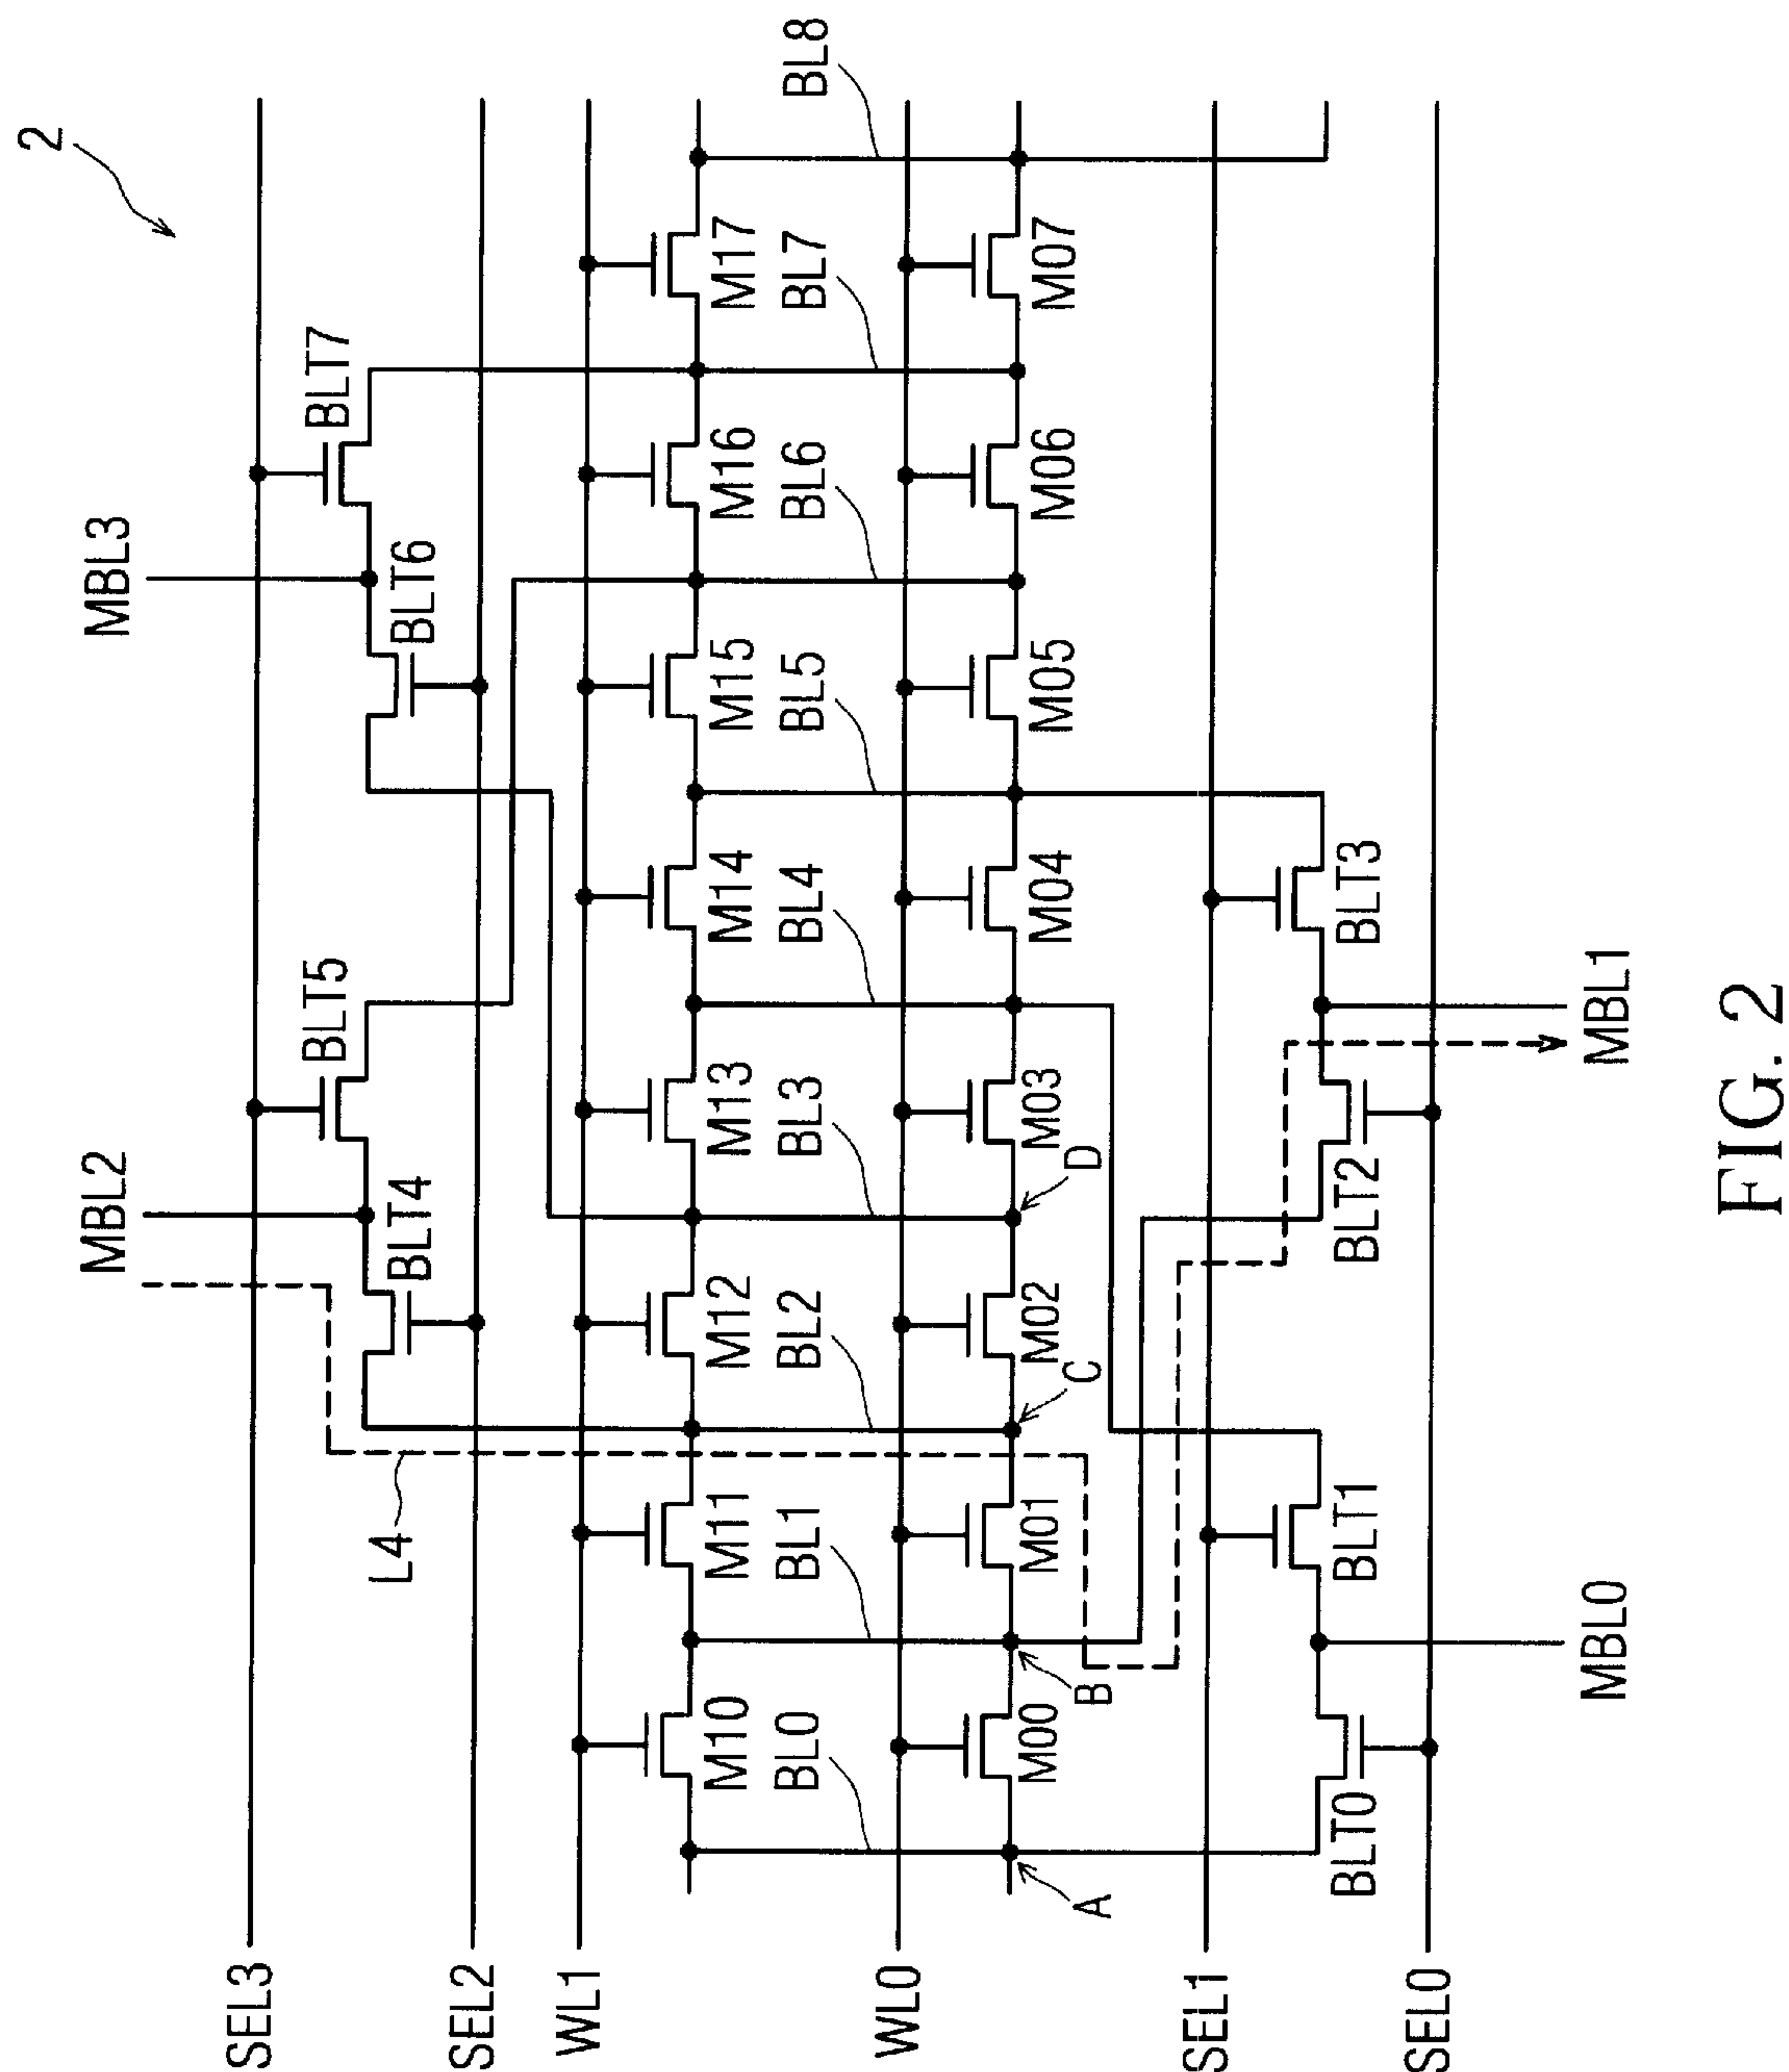 2
MBL2
MBL3
BLT5
BLT7
SEL3
BLT4
BLT6
SEL2
L4
WL1
M10
M11
M12
M13
M14
M15
M16
M17
BL0
BL1
BL2
BL3
BL4
BL5
BL6
BL7
BL8
WL0
M00
M01
M02
M03
M04
M05
M06
M07
A
B
C
D
SEL1
BLT0
BLT1
BLT2
BLT3
SEL0
MBL0
MBL1
FIG. 2